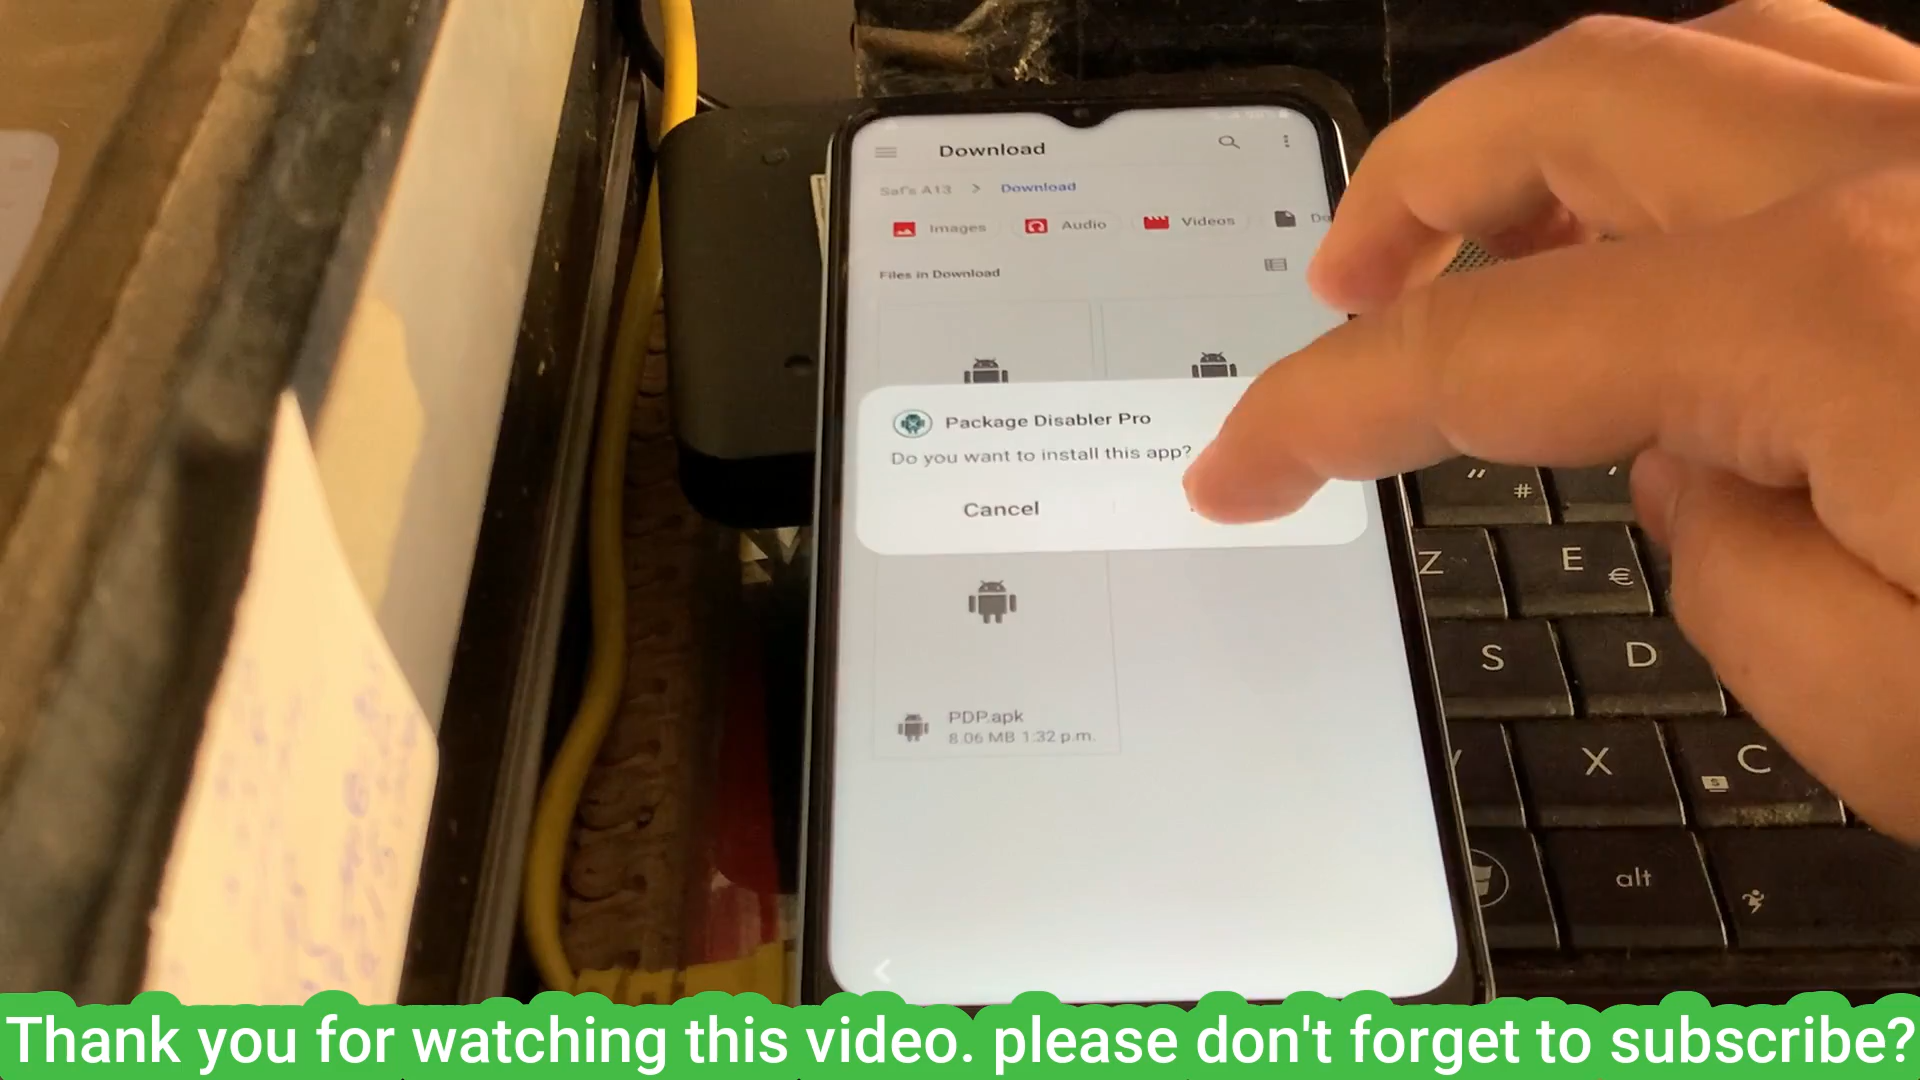 Download
Saf's A13 > Download
Images Audio Videos Do
Files in Download
Package Disabler Pro
Do you want to install this app?
Cancel
PDP.apk
8.06 MB 1:32 p.m.
" #
Z E €
S D
X C
alt
Thank you for watching this video. please don't forget to subscribe?